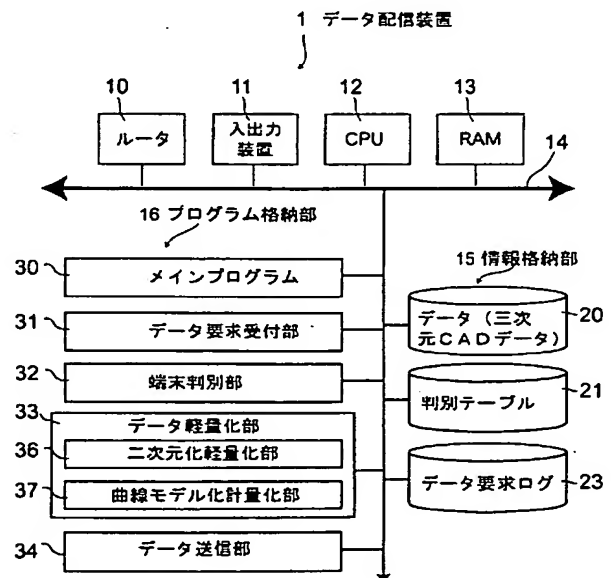 1 データ配信装置
10
11
12
13
ルータ
入出力
装置
CPU
RAM
14
16 プログラム格納部
15 情報格納部
30
メインプログラム
データ（三次
元CADデータ）
20
31
データ要求受付部
32
端末判別部
判別テーブル
21
33
データ軽量化部
36
二次元化軽量化部
37
曲線モデル化計量化部
データ要求ログ
23
34
データ送信部